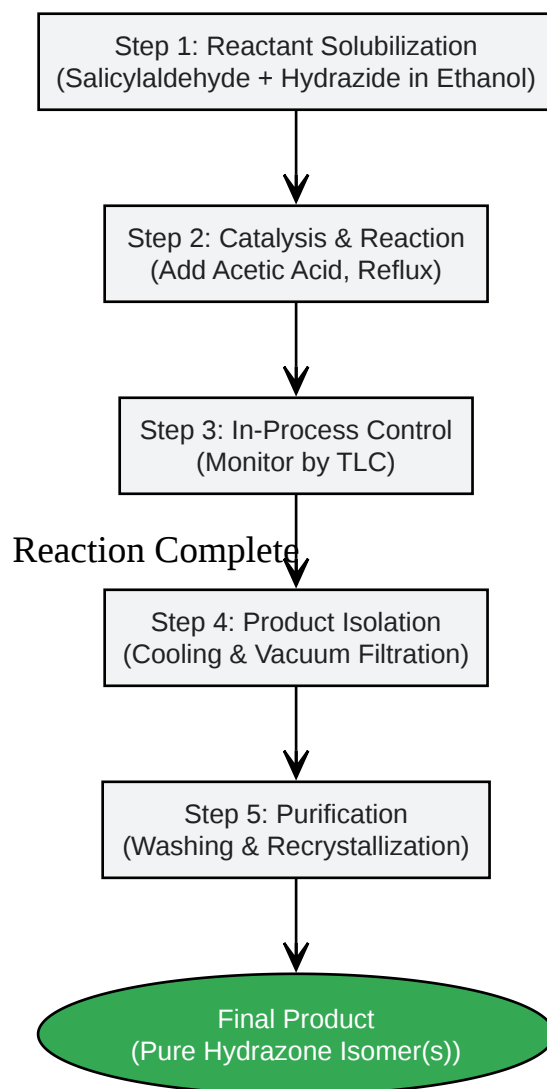 Step 1: Reactant Solubilization
(Salicylaldehyde + Hydrazide in Ethanol)
Step 2: Catalysis & Reaction
(Add Acetic Acid, Reflux)
Step 3: In-Process Control
(Monitor by TLC)
Reaction Complete
Step 4: Product Isolation
(Cooling & Vacuum Filtration)
Step 5: Purification
(Washing & Recrystallization)
Final Product
(Pure Hydrazone Isomer(s))